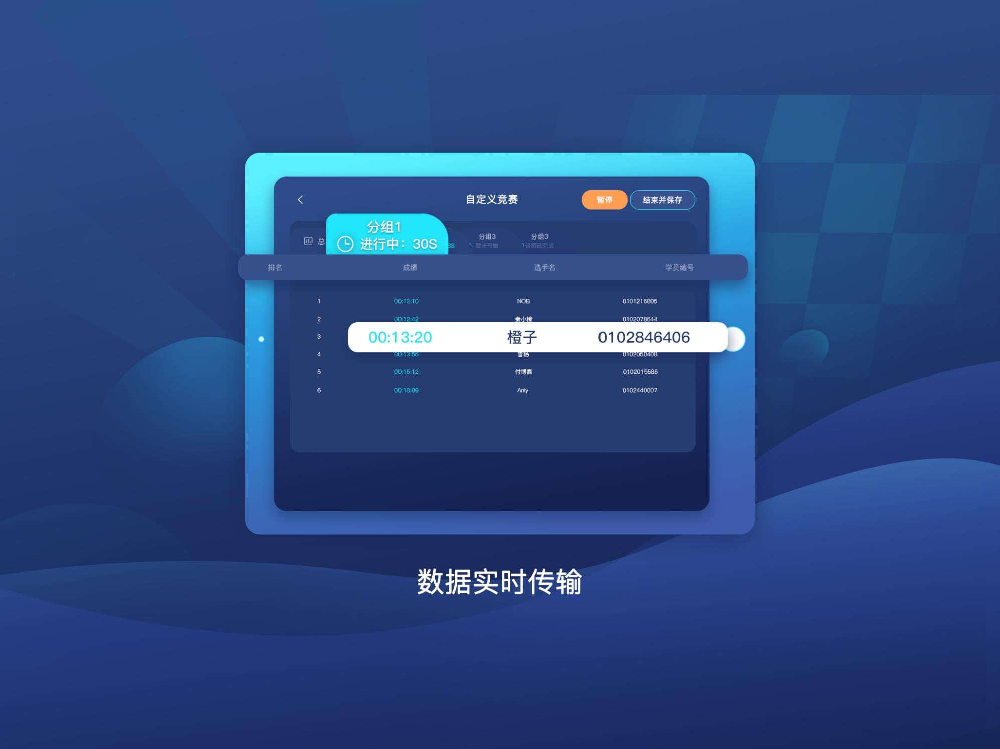 自定义竞赛
暂停
结束并保存
分组1
进行中：30S
分组3
暂未开始
分组3
该组已完成
排名 成绩 选手名 学员编号
1 00:12:10 NOB 0101216805
2 00:12:42 秦小榛 0102078644
3 00:13:20 橙子 0102846406
4 00:13:56 曾杨 0102050408
5 00:15:12 付博鑫 0102015585
6 00:18:09 Anly 0102440007
数据实时传输